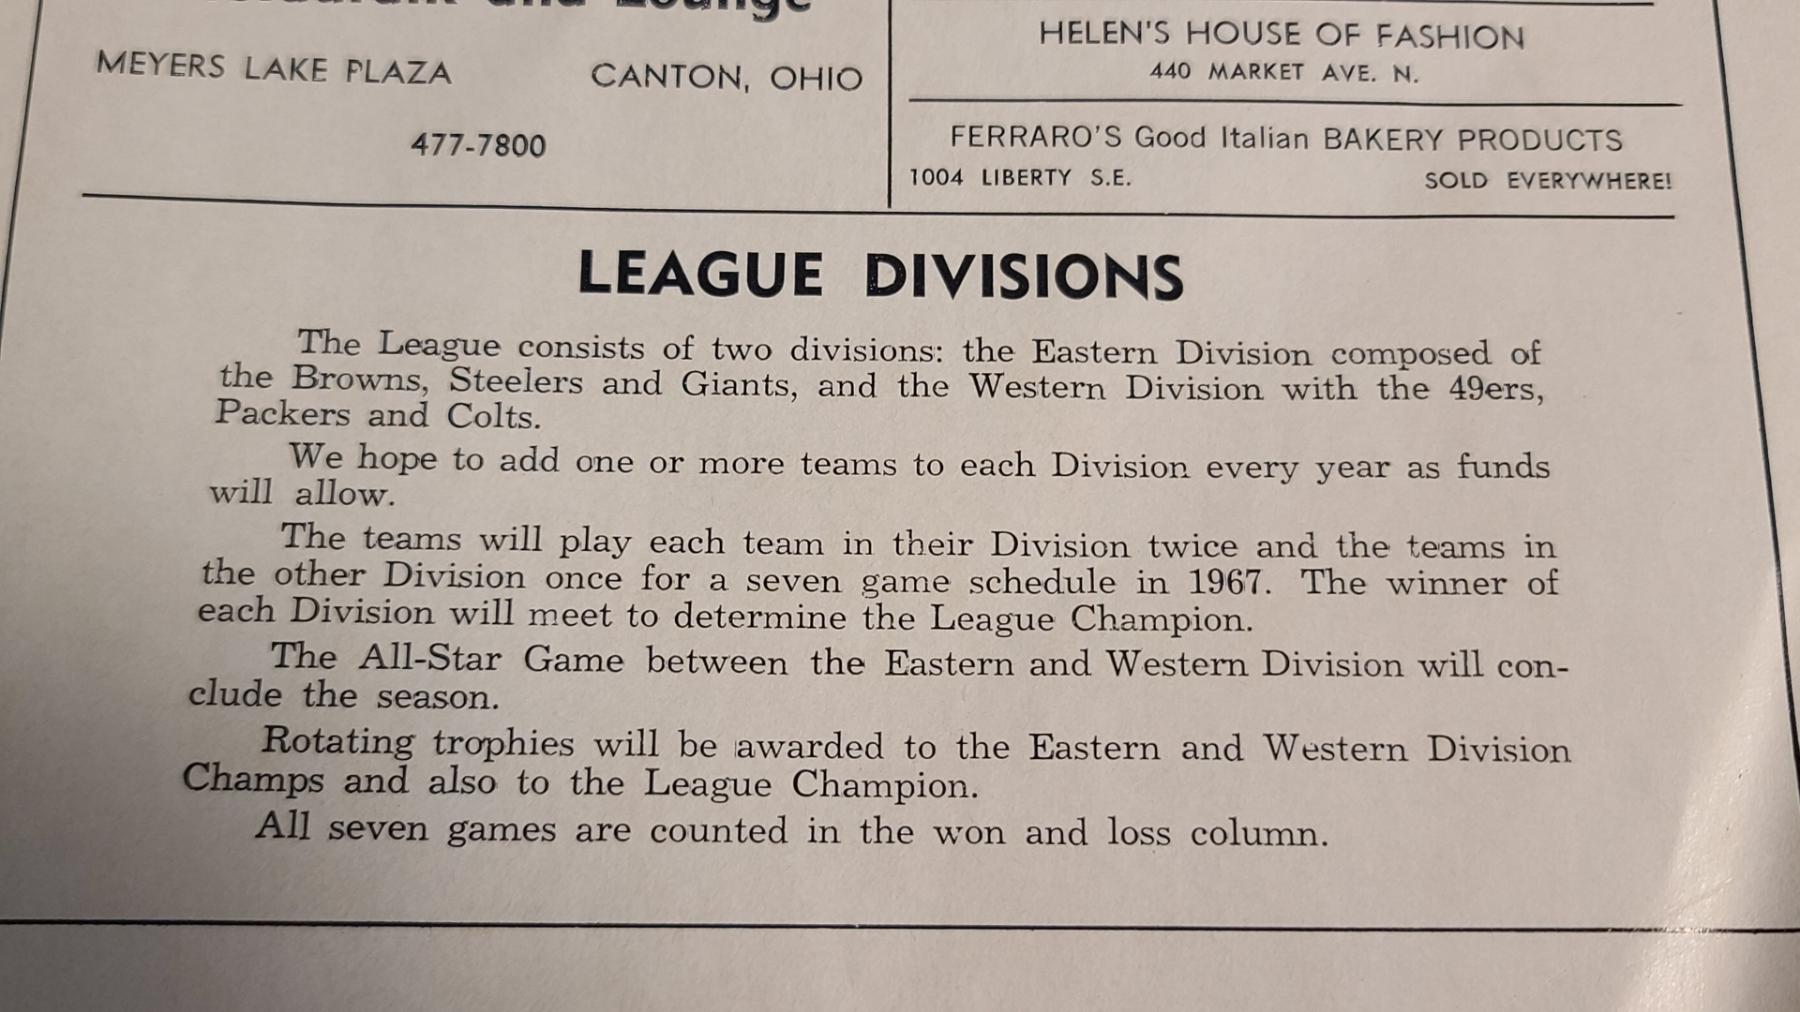 and Lounge
MEYERS LAKE PLAZA CANTON, OHIO
477-7800
HELEN'S HOUSE OF FASHION
440 MARKET AVE. N.
FERRARO'S Good Italian BAKERY PRODUCTS
1004 LIBERTY S.E. SOLD EVERYWHERE!
LEAGUE DIVISIONS
The League consists of two divisions: the Eastern Division composed of
the Browns, Steelers and Giants, and the Western Division with the 49ers,
Packers and Colts.
We hope to add one or more teams to each Division every year as funds
will allow.
The teams will play each team in their Division twice and the teams in
the other Division once for a seven game schedule in 1967. The winner of
each Division will meet to determine the League Champion.
The All-Star Game between the Eastern and Western Division will con-
clude the season.
Rotating trophies will be awarded to the Eastern and Western Division
Champs and also to the League Champion.
All seven games are counted in the won and loss column.